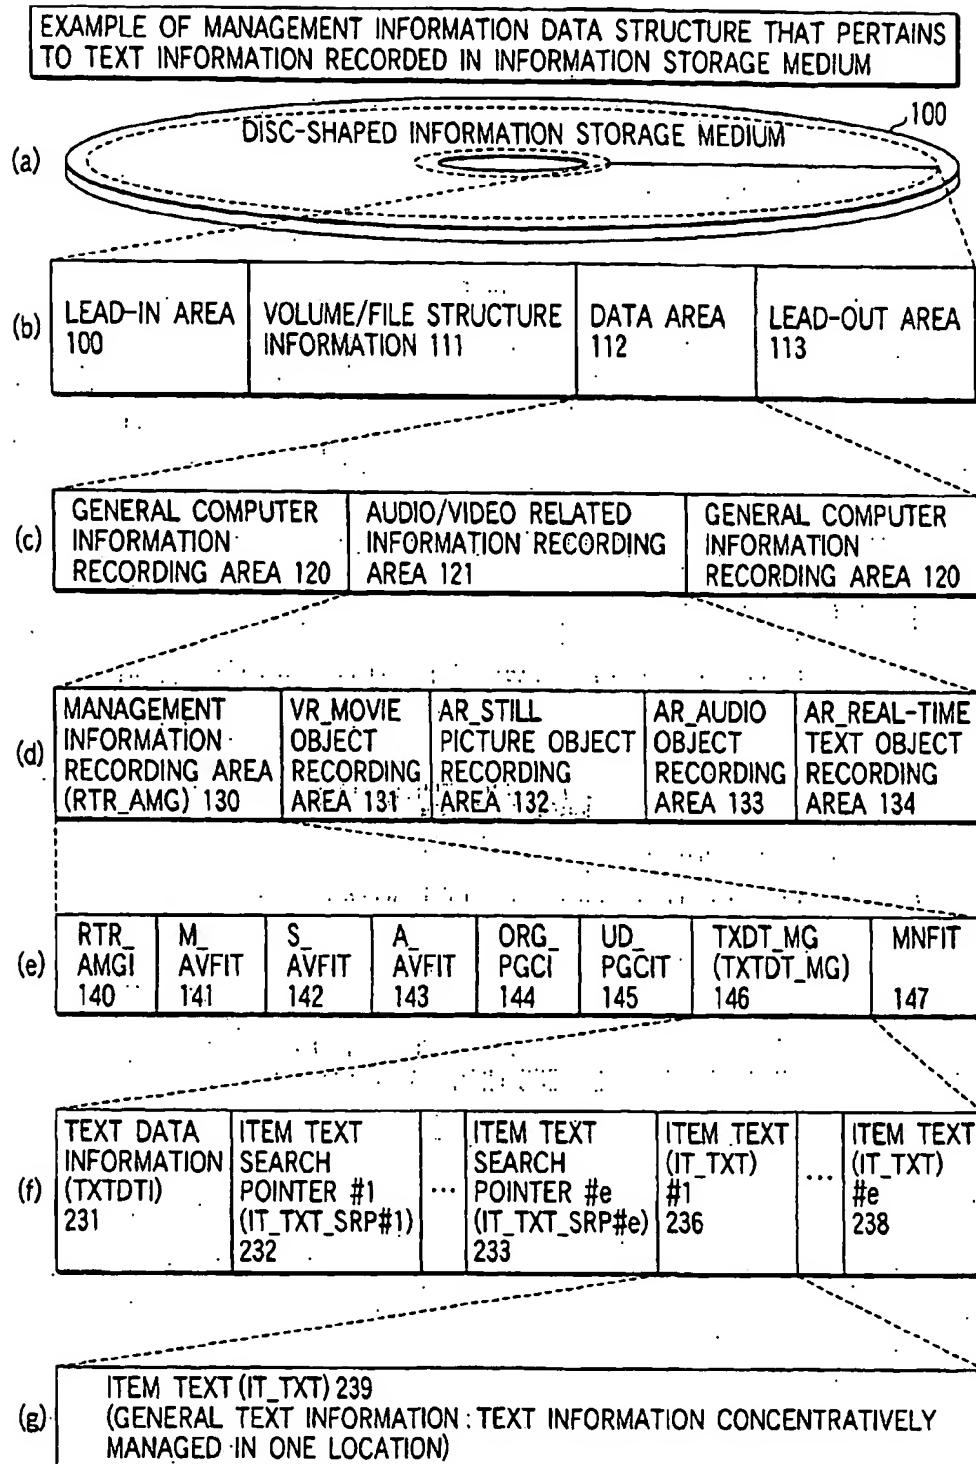 EXAMPLE OF MANAGEMENT INFORMATION DATA STRUCTURE THAT PERTAINS
TO TEXT INFORMATION RECORDED IN INFORMATION STORAGE MEDIUM
100
DISC-SHAPED INFORMATION STORAGE MEDIUM
(a)
(b)
LEAD-IN AREA
100
VOLUME/FILE STRUCTURE
INFORMATION 111
DATA AREA
112
LEAD-OUT AREA
113
(c)
GENERAL COMPUTER
INFORMATION
RECORDING AREA 120
AUDIO/VIDEO RELATED
INFORMATION RECORDING
AREA 121
GENERAL COMPUTER
INFORMATION
RECORDING AREA 120
(d)
MANAGEMENT
INFORMATION
RECORDING AREA
(RTR_AMG) 130
VR_MOVIE
OBJECT
RECORDING
AREA 131
AR_STILL
PICTURE OBJECT
RECORDING
AREA 132
AR_AUDIO
OBJECT
RECORDING
AREA 133
AR_REAL-TIME
TEXT OBJECT
RECORDING
AREA 134
(e)
RTR_
AMGI
140
M_
AVFIT
141
S_
AVFIT
142
A_
AVFIT
143
ORG_
PGCI
144
UD_
PGCIT
145
TXDT_MG
(TXTDT_MG)
146
MNFIT
147
(f)
TEXT DATA
INFORMATION
(TXTDTI)
231
ITEM TEXT
SEARCH
POINTER #1
(IT_TXT_SRP#1)
232
...
ITEM TEXT
SEARCH
POINTER #e
(IT_TXT_SRP#e)
233
ITEM TEXT
(IT_TXT)
#1
236
...
ITEM TEXT
(IT_TXT)
#e
238
(g)
ITEM TEXT (IT_TXT) 239
(GENERAL TEXT INFORMATION : TEXT INFORMATION CONCENTRATIVELY
MANAGED IN ONE LOCATION)